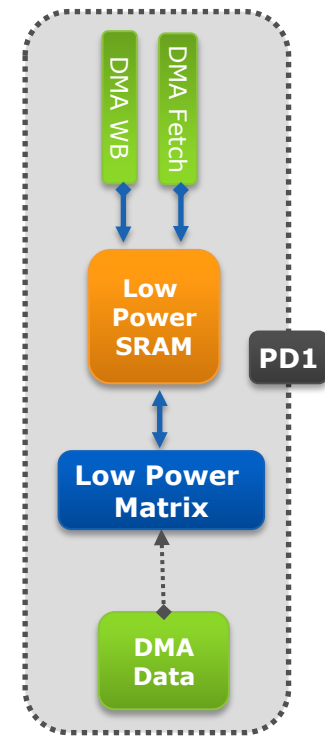 DMA WB
DMA Fetch
Low
Power
SRAM
PD1
Low Power
Matrix
DMA
Data